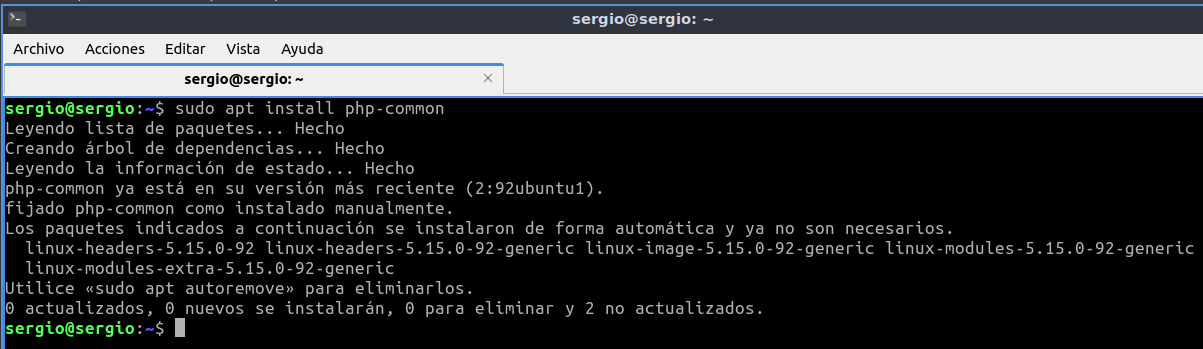 sergio@sergio: ~
Archivo Acciones Editar Vista Ayuda
sergio@sergio: ~ ×
sergio@sergio:~$ sudo apt install php-common
Leyendo lista de paquetes... Hecho
Creando árbol de dependencias... Hecho
Leyendo la información de estado... Hecho
php-common ya está en su versión más reciente (2:92ubuntu1).
fijado php-common como instalado manualmente.
Los paquetes indicados a continuación se instalaron de forma automática y ya no son necesarios.
  linux-headers-5.15.0-92 linux-headers-5.15.0-92-generic linux-image-5.15.0-92-generic linux-modules-5.15.0-92-generic
  linux-modules-extra-5.15.0-92-generic
Utilice «sudo apt autoremove» para eliminarlos.
0 actualizados, 0 nuevos se instalarán, 0 para eliminar y 2 no actualizados.
sergio@sergio:~$